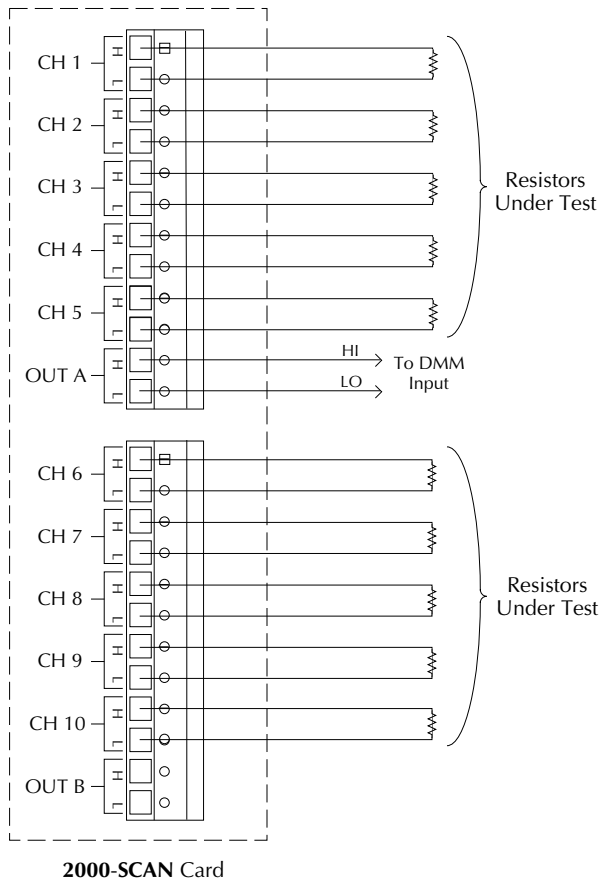 CH 1
H
L
CH 2
H
L
CH 3
H
L
CH 4
H
L
CH 5
H
L
OUT A
H
L
Resistors
Under Test
HI
LO
To DMM
Input
CH 6
H
L
CH 7
H
L
CH 8
H
L
CH 9
H
L
CH 10
H
L
OUT B
H
L
Resistors
Under Test
2000-SCAN Card